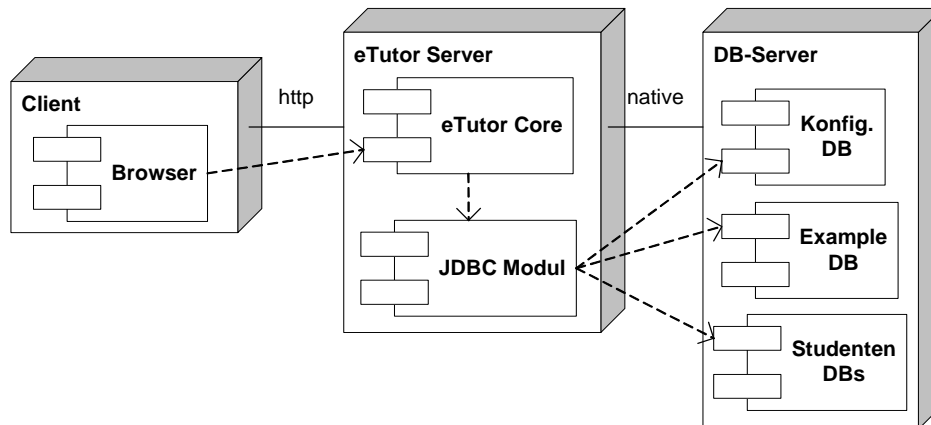 Client
Browser
http
eTutor Server
eTutor Core
JDBC Modul
native
DB-Server
Konfig.
DB
Example
DB
Studenten
DBs